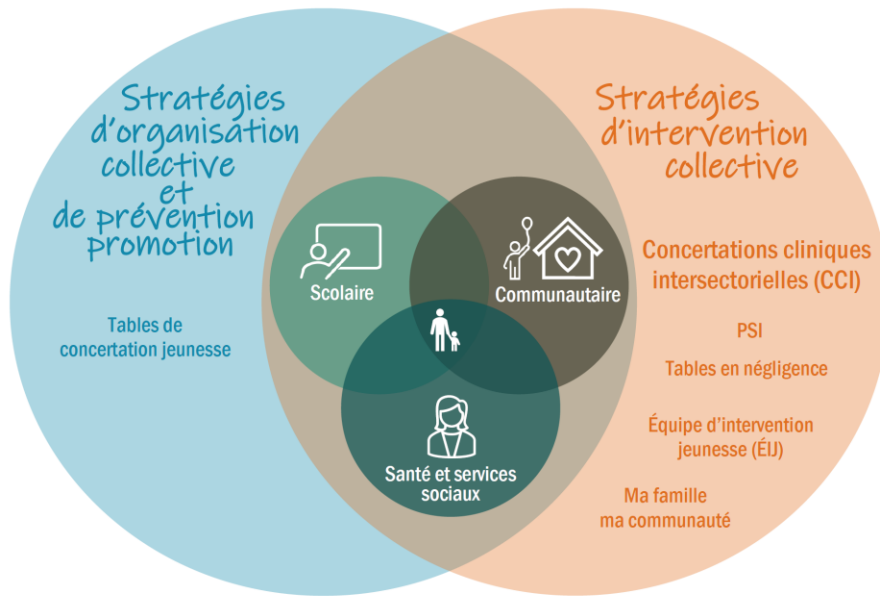 Stratégies
d'organisation
collective
et
de prévention
promotion
Tables de
concertation jeunesse
Scolaire
Communautaire
Santé et services
sociaux
Stratégies
d'intervention
collective
Concertations cliniques
intersectorielles (CCI)
PSI
Tables en négligence
Équipe d'intervention
jeunesse (ÉIJ)
Ma famille
ma communauté